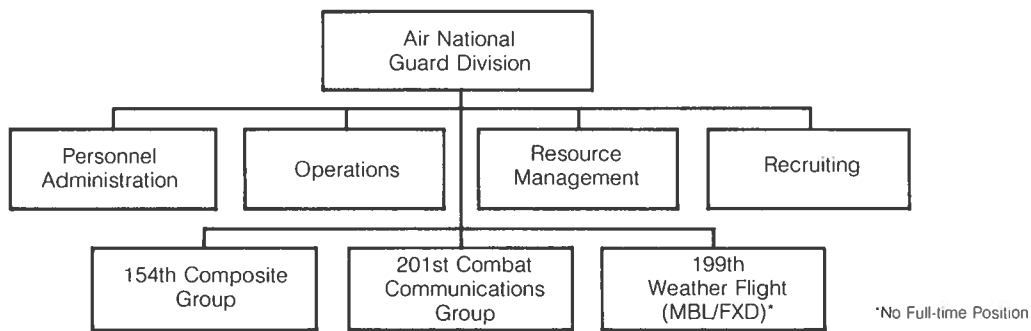 Air National
Guard Division
Personnel
Administration
Operations
Resource
Management
Recruiting
154th Composite
Group
201st Combat
Communications
Group
199th
Weather Flight
(MBL/FXD)*
*No Full-time Position